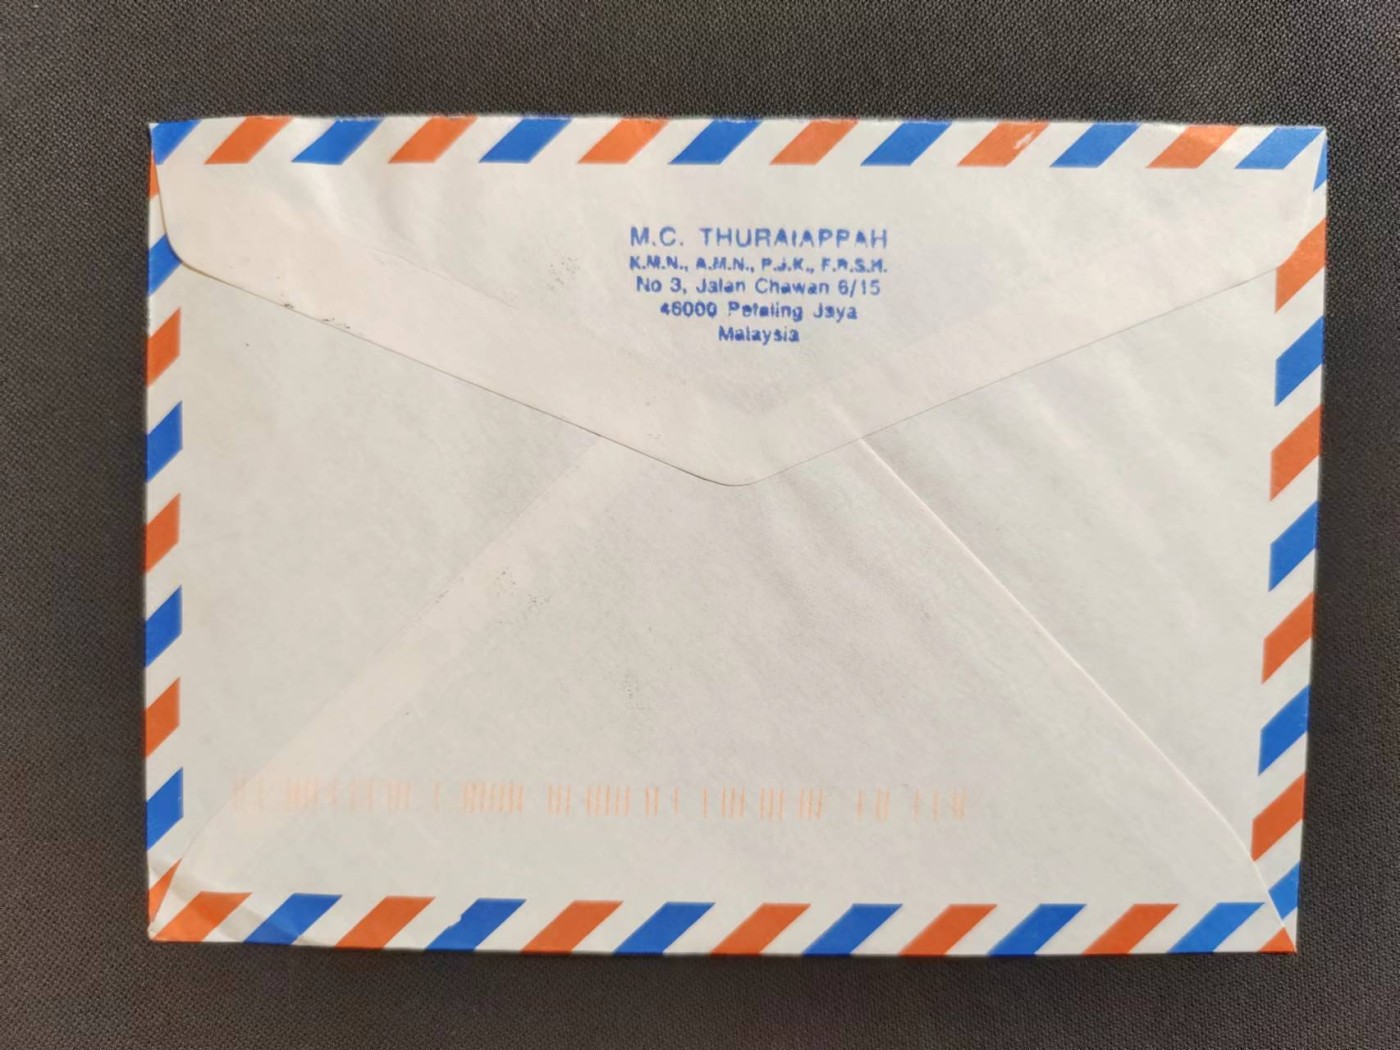 M.C. THURAIAPPAH
K.M.N., A.M.N., P.J.K., F.R.S.H.
No 3, Jalan Chawan 6/15
46000 Petaling Jaya
Malaysia